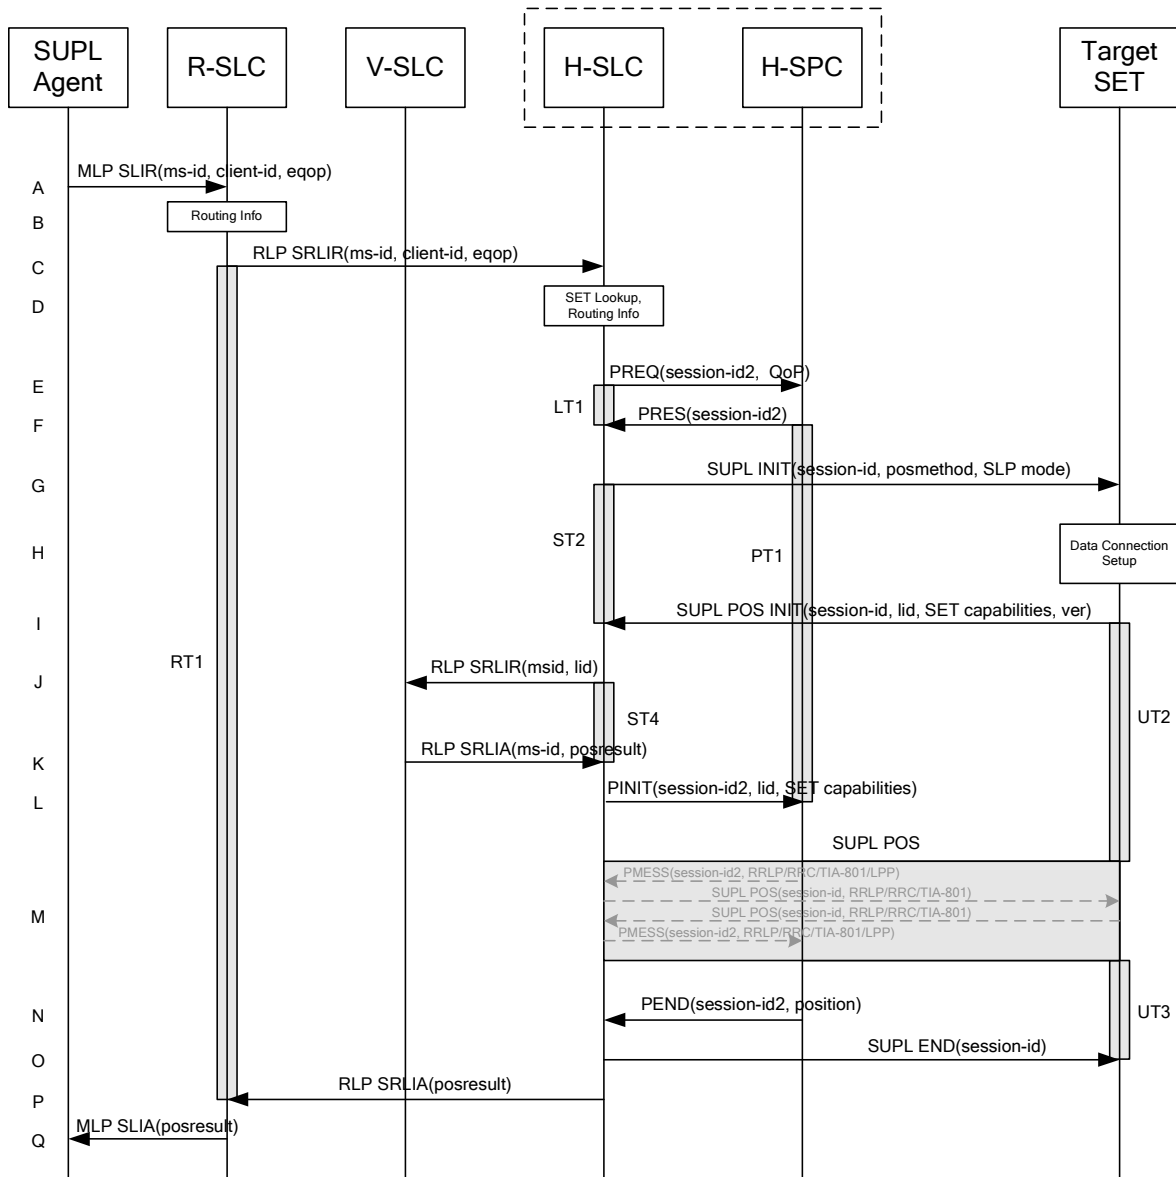 SUPL
Agent
R-SLC
V-SLC
H-SLC
H-SPC
Target
SET
A
MLP SLIR(ms-id, client-id, eqop)
B
Routing Info
C
RLP SRLIR(ms-id, client-id, eqop)
D
SET Lookup,
Routing Info
E
PREQ(session-id2,  QoP)
LT1
F
PRES(session-id2)
G
SUPL INIT(session-id, posmethod, SLP mode)
H
ST2
PT1
Data Connection
Setup
I
SUPL POS INIT(session-id, lid, SET capabilities, ver)
RT1
J
RLP SRLIR(msid, lid)
ST4
UT2
K
RLP SRLIA(ms-id, posresult)
L
PINIT(session-id2, lid, SET capabilities)
SUPL POS
PMESS(session-id2, RRLP/RRC/TIA-801/LPP)
SUPL POS(session-id, RRLP/RRC/TIA-801)
M
SUPL POS(session-id, RRLP/RRC/TIA-801)
PMESS(session-id2, RRLP/RRC/TIA-801/LPP)
N
PEND(session-id2, position)
UT3
O
SUPL END(session-id)
P
RLP SRLIA(posresult)
Q
MLP SLIA(posresult)